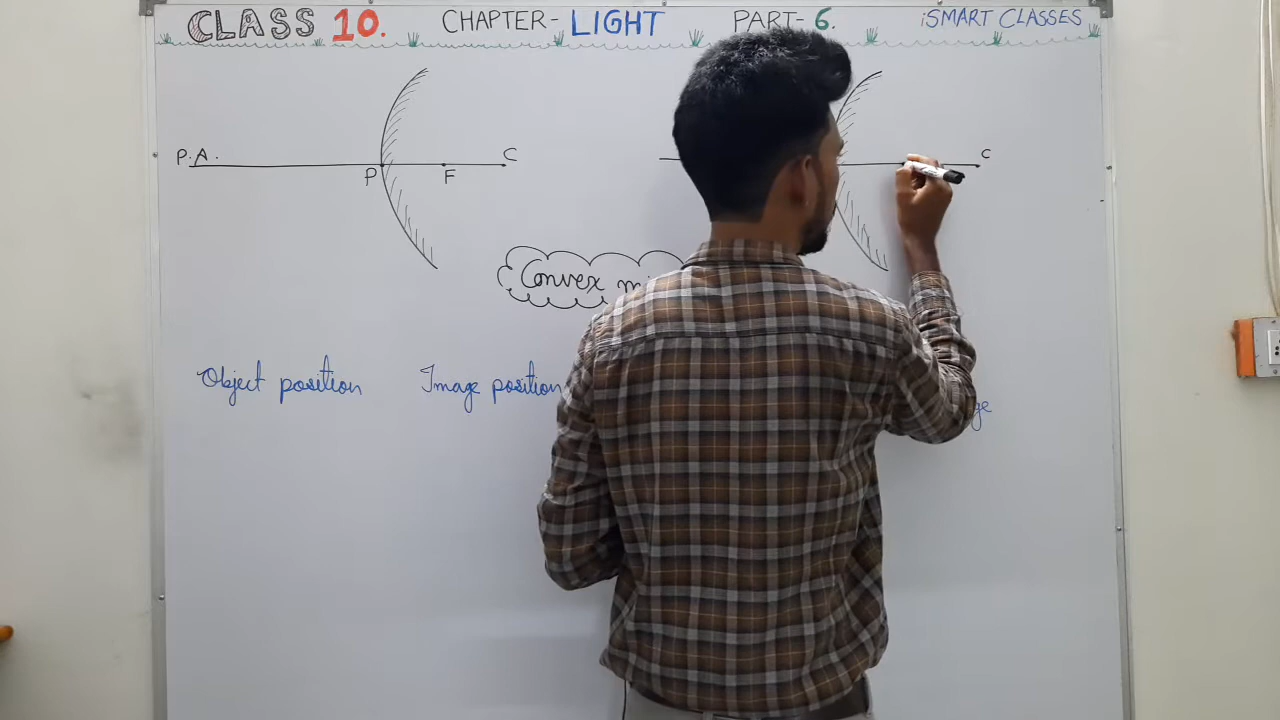 CLASS 10. CHAPTER- LIGHT PART- 6. iSMART CLASSES
P.A. C C
P F
Convex
Object position Image position